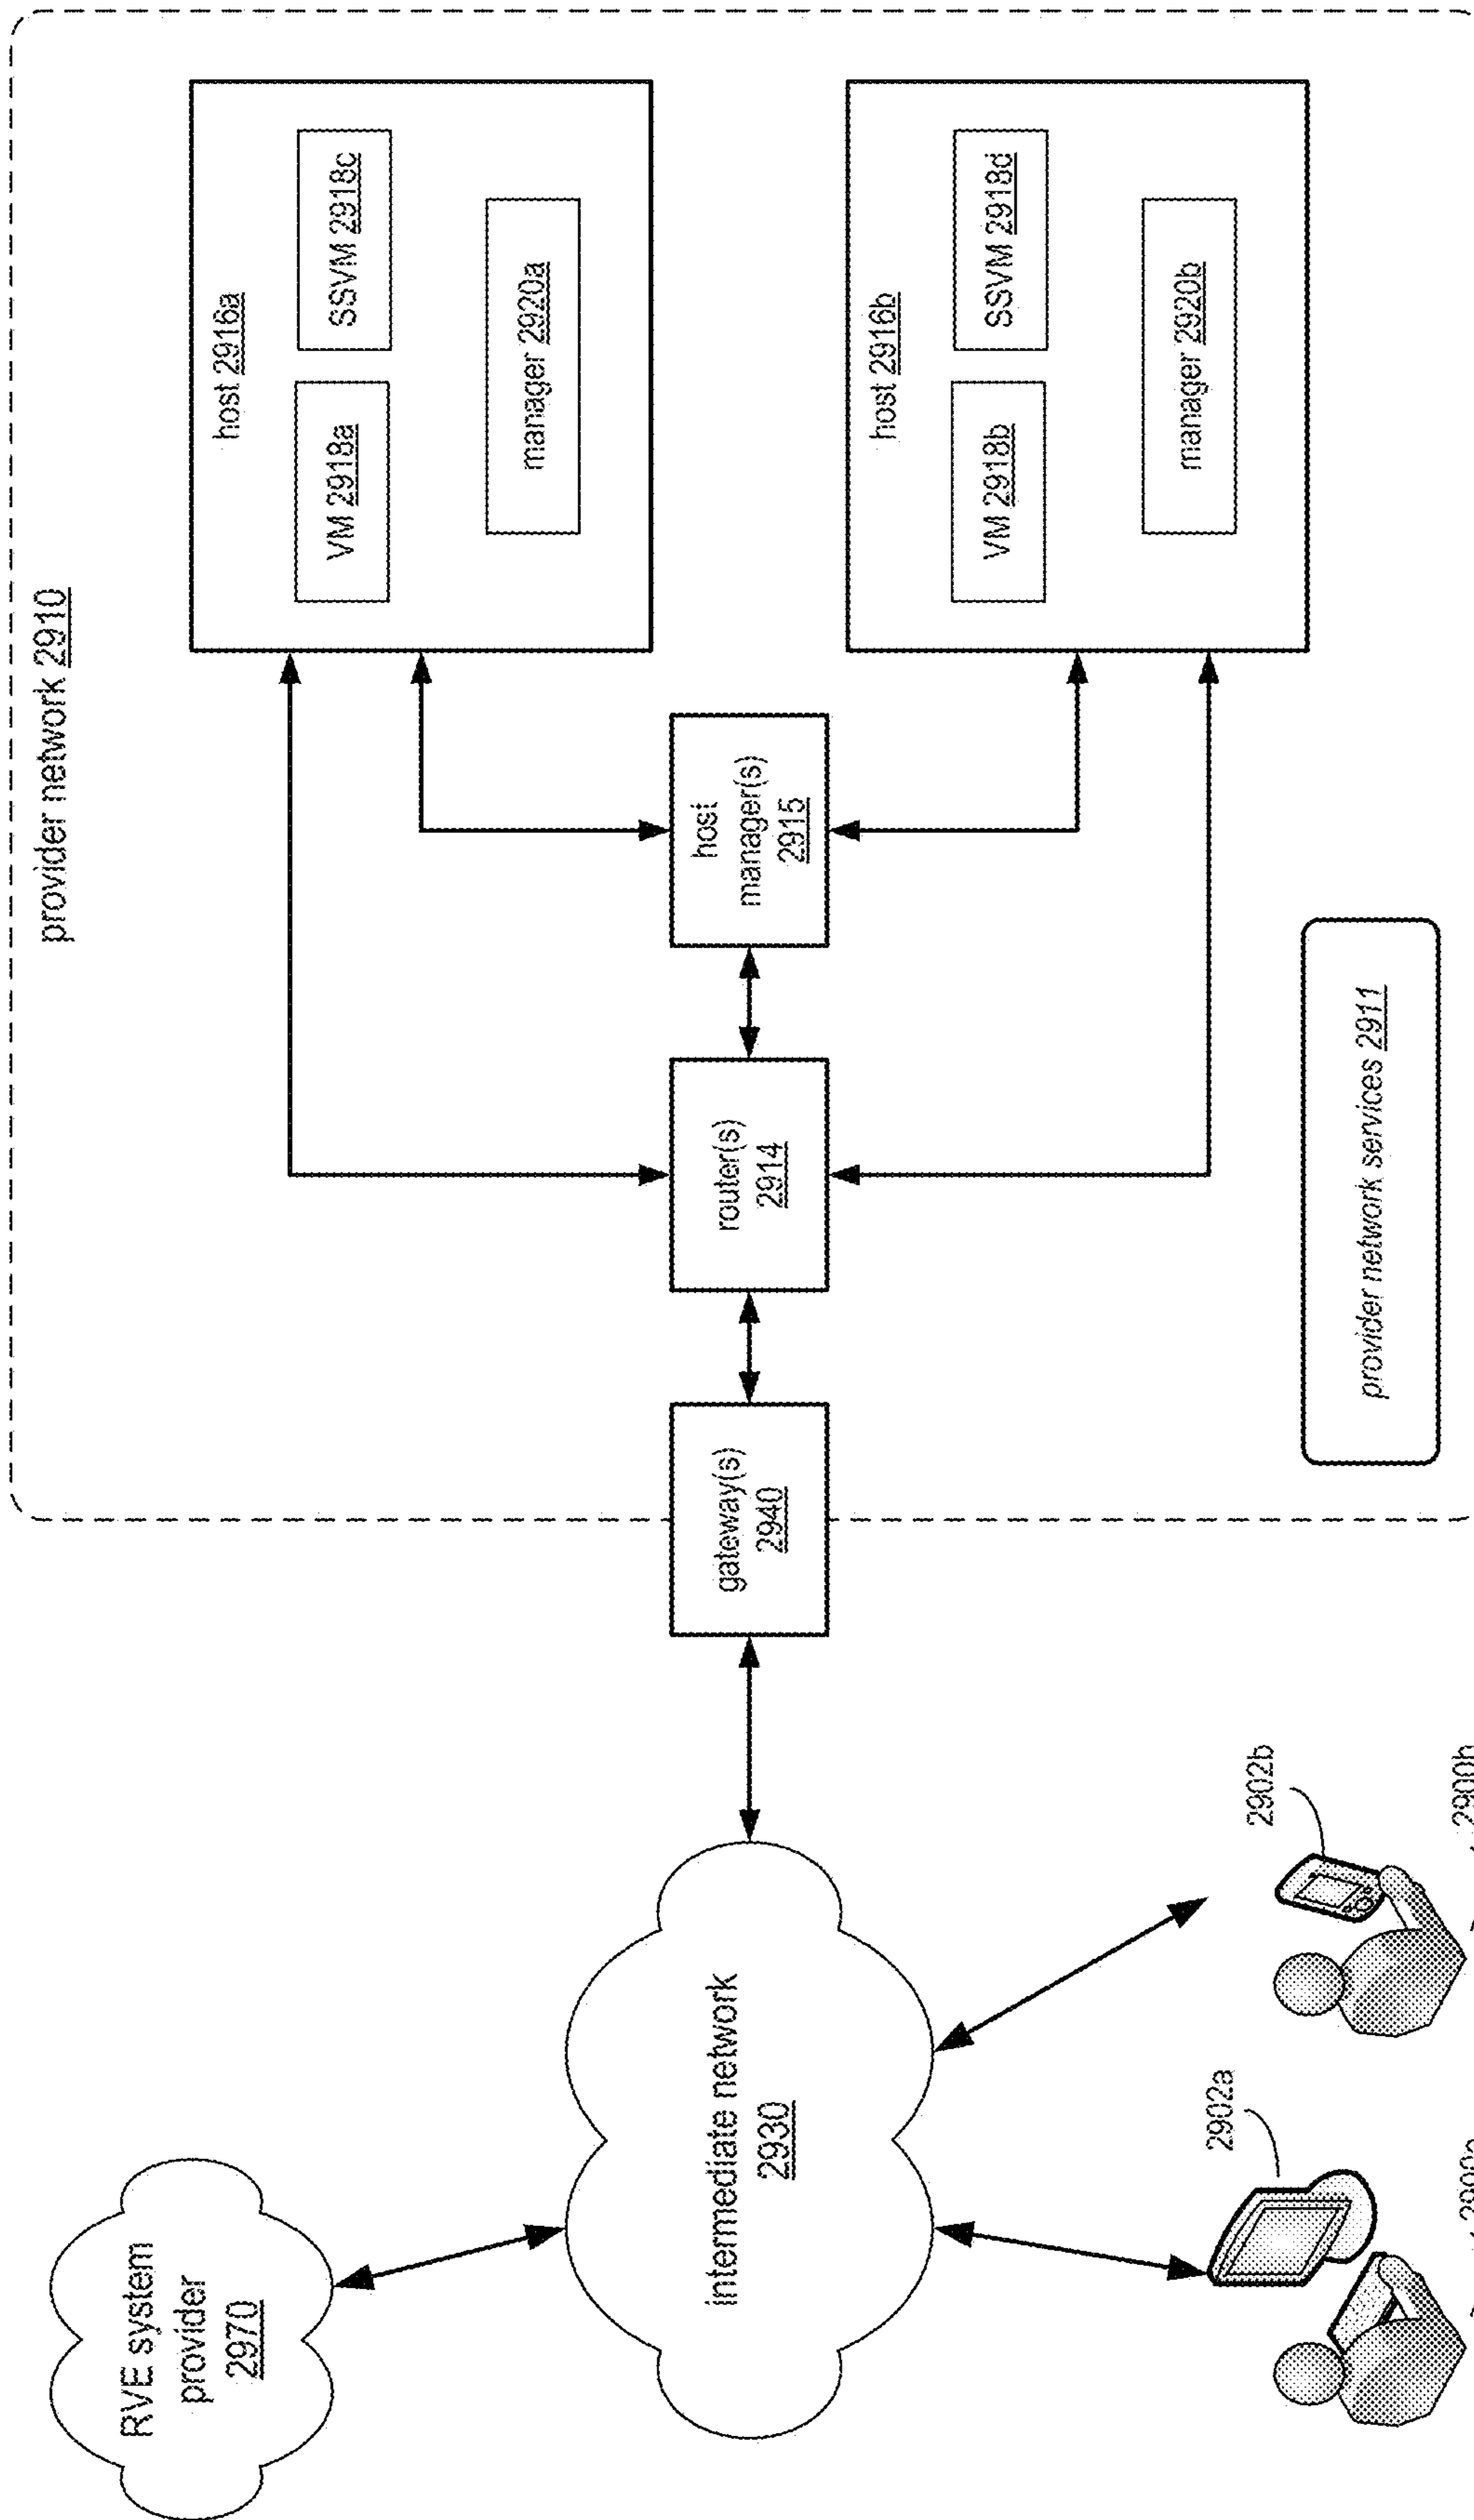 provider network 2910
host 2916a
VM 2918a
SSVM 2918c
manager 2920a
host 2916b
VM 2918b
SSVM 2918d
manager 2920b
host
manager(s)
2915
router(s)
2914
gateway(s)
2940
provider network services 2911
RVE system
provider
2970
intermediate network
2930
2902a
2902b
2900b